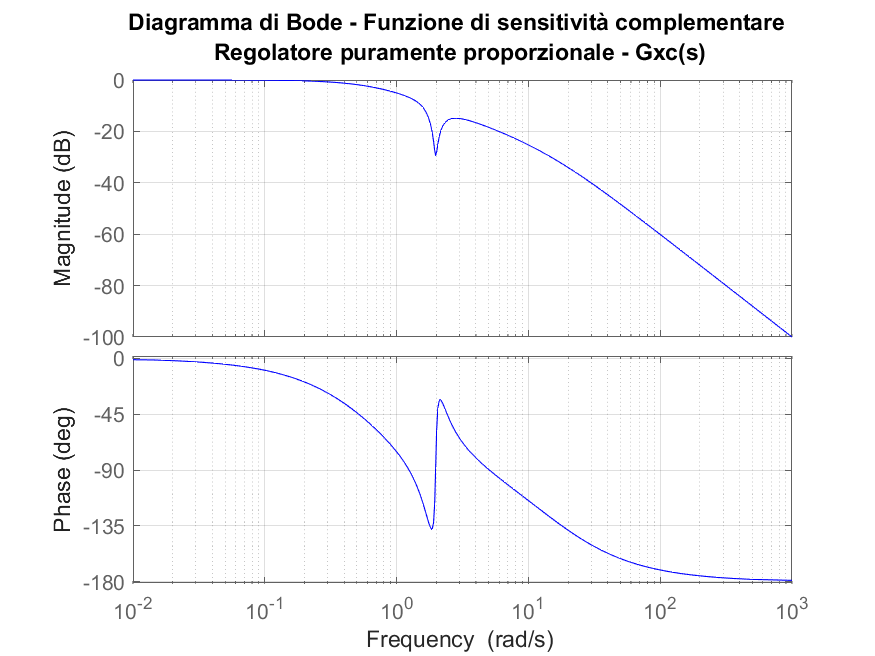 Diagramma di Bode - Funzione di sensitività complementare
Regolatore puramente proporzionale - Gxc(s)
0
-20
-40
-60
-80
-100
Magnitude (dB)
0
-45
-90
-135
-180
Phase (deg)
10^-2 10^-1 10^0 10^1 10^2 10^3
Frequency (rad/s)